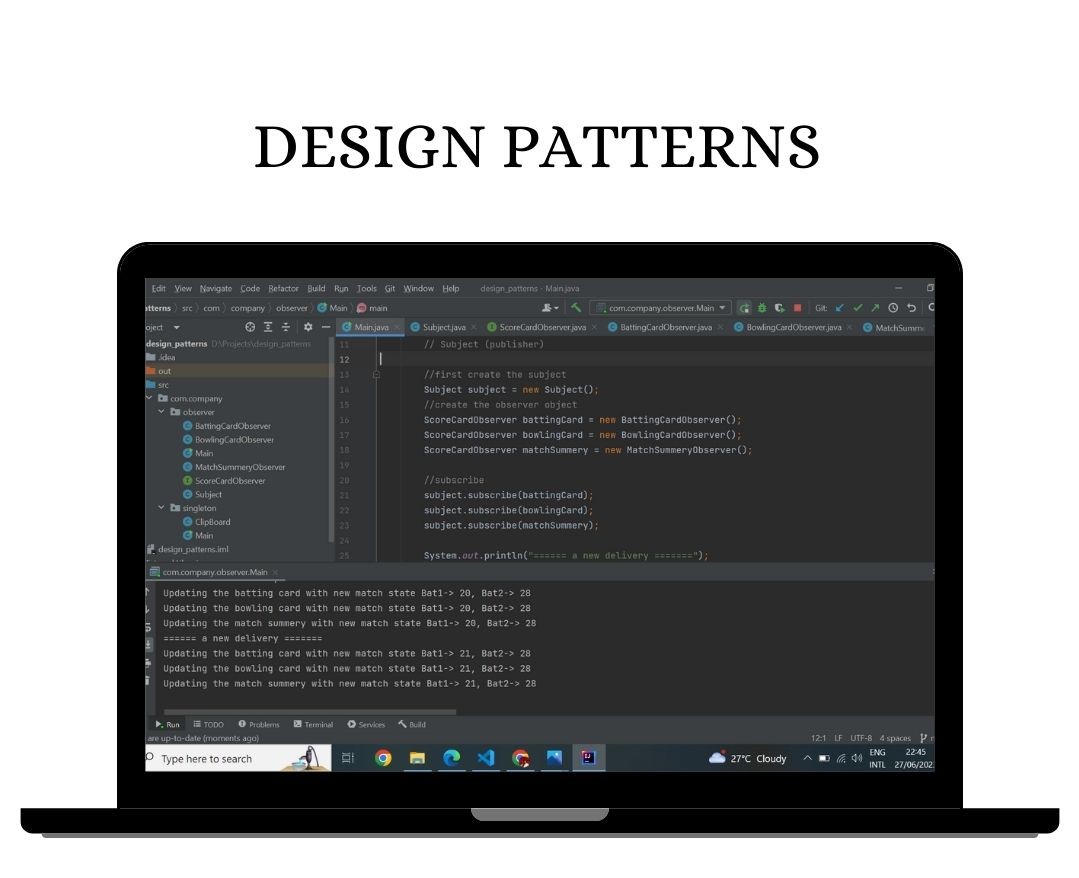 DESIGN PATTERNS
Edit View Navigate Code Refactor Build Run Tools Git Window Help design_patterns - Main.java
src com company observer Main main com.company.observer.Main Git:
Main.java Subject.java ScoreCardObserver.java BattingCardObserver.java BowlingCardObserver.java
design_patterns D:\Projects\design_patterns
.idea
out
src
com.company
observer
BattingCardObserver
BowlingCardObserver
Main
MatchSummeryObserver
ScoreCardObserver
Subject
singleton
ClipBoard
Main
design_patterns.iml
11 // Subject (publisher)
12
13 //first create the subject
14 Subject subject = new Subject();
15 //create the observer object
16 ScoreCardObserver battingCard = new BattingCardObserver();
17 ScoreCardObserver bowlingCard = new BowlingCardObserver();
18 ScoreCardObserver matchSummery = new MatchSummeryObserver();
19
20 //subscribe
21 subject.subscribe(battingCard);
22 subject.subscribe(bowlingCard);
23 subject.subscribe(matchSummery);
24
25 System.out.println("====== a new delivery =======");
com.company.observer.Main
Updating the batting card with new match state Bat1-> 20, Bat2-> 28
Updating the bowling card with new match state Bat1-> 20, Bat2-> 28
Updating the match summery with new match state Bat1-> 20, Bat2-> 28
====== a new delivery =======
Updating the batting card with new match state Bat1-> 21, Bat2-> 28
Updating the bowling card with new match state Bat1-> 21, Bat2-> 28
Updating the match summery with new match state Bat1-> 21, Bat2-> 28
Run TODO Problems Terminal Services Build
are up-to-date (moments ago) 12:1 LF UTF-8 4 spaces
Type here to search 27°C Cloudy ENG 22:45
INTL